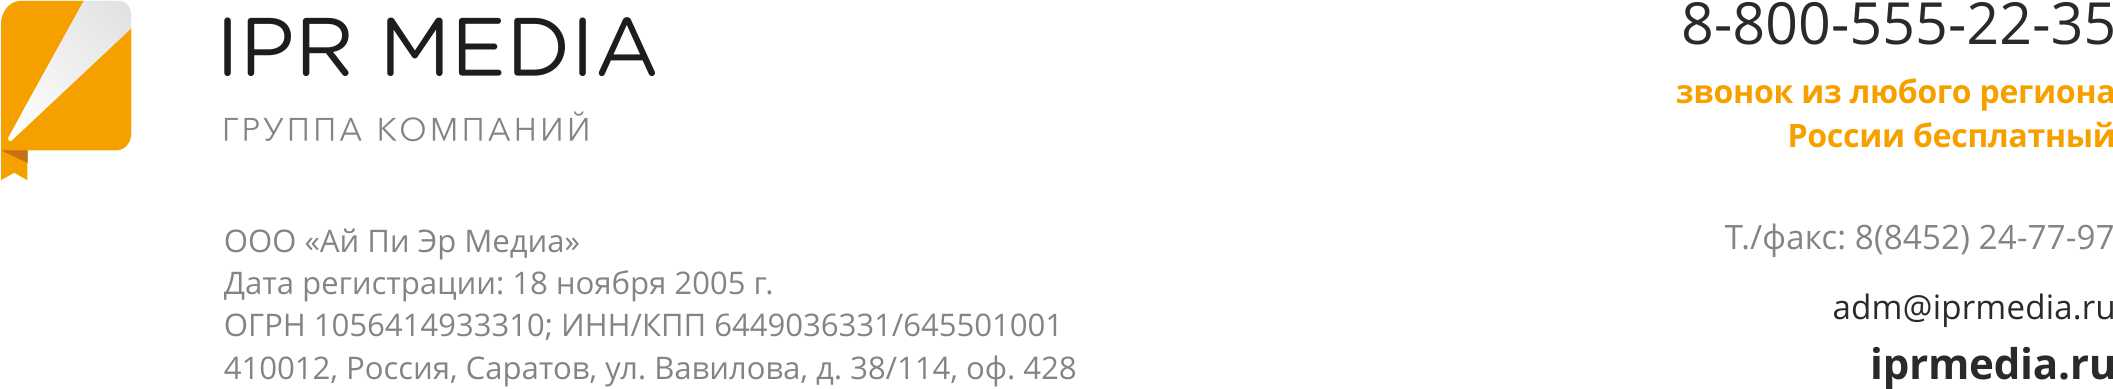 IPR MEDIA
ГРУППА КОМПАНИЙ
ООО «Ай Пи Эр Медиа»
Дата регистрации: 18 ноября 2005 г.
ОГРН 1056414933310; ИНН/КПП 6449036331/645501001
410012, Россия, Саратов, ул. Вавилова, д. 38/114, оф. 428
8-800-555-22-35
звонок из любого региона
России бесплатный
Т./факс: 8(8452) 24-77-97
adm@iprmedia.ru
iprmedia.ru